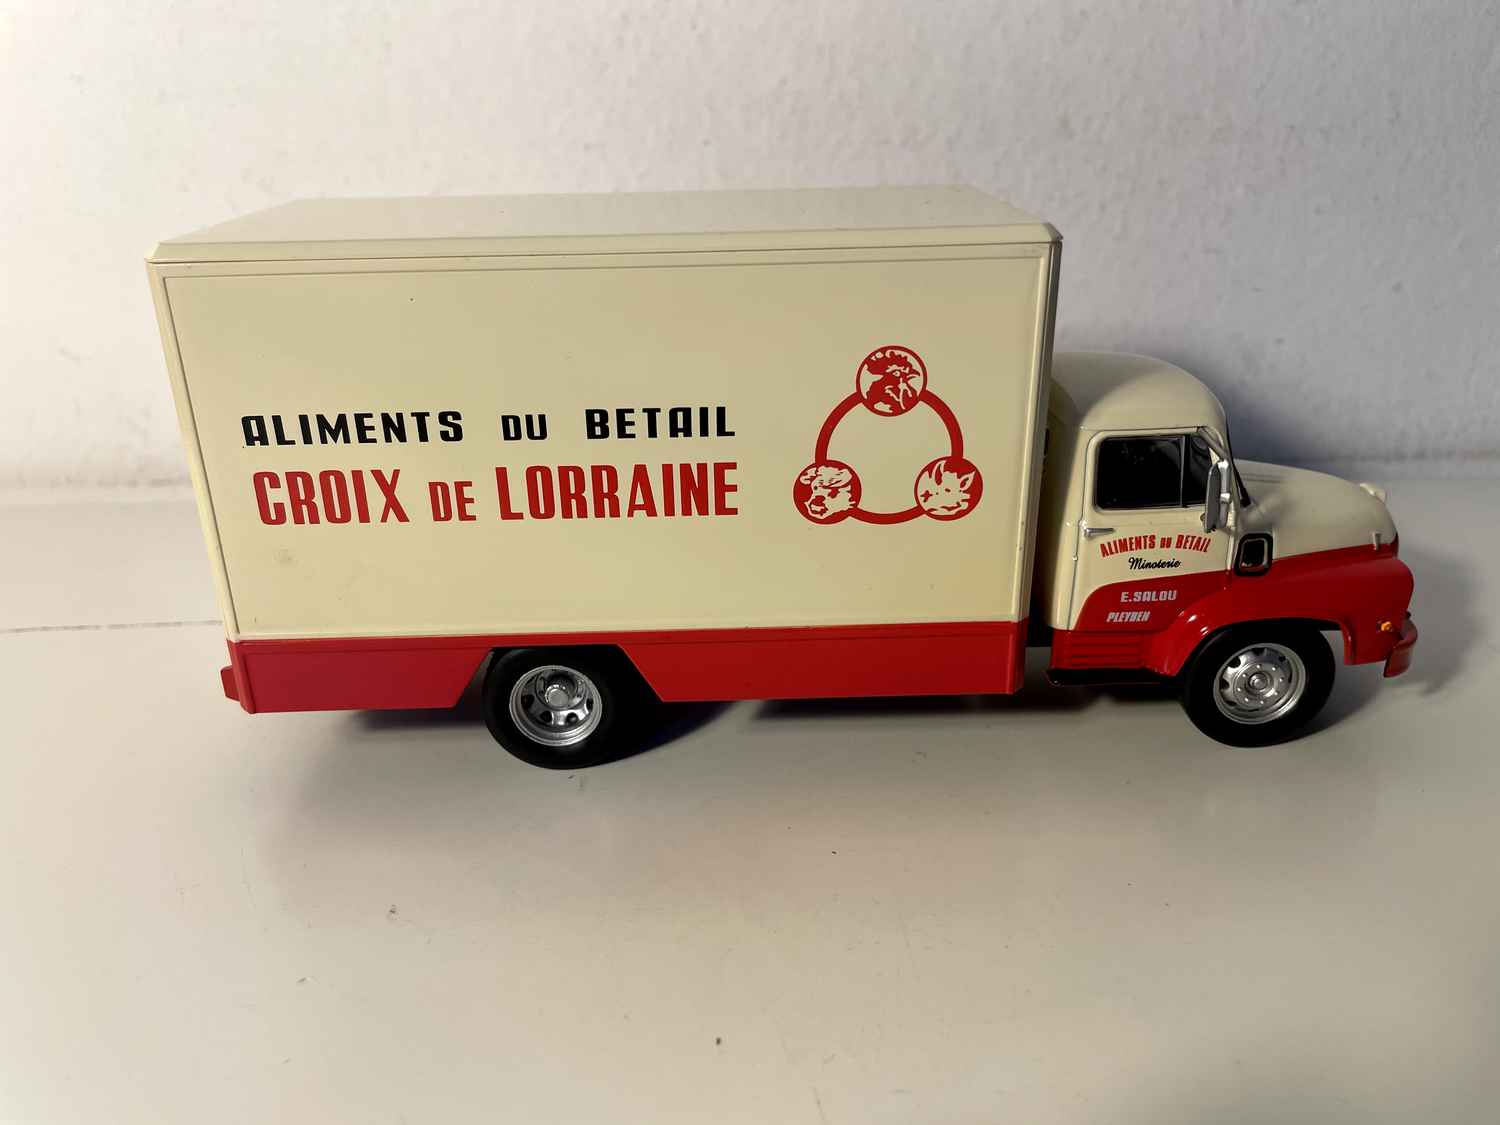 ALIMENTS DU BETAIL
CROIX DE LORRAINE
ALIMENTS DU BETAIL
Minoterie
E.SALOU
PLEYBEN